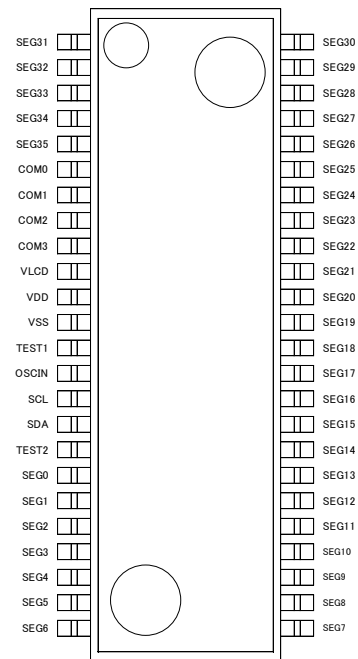 SEG31 SEG30
SEG32 SEG29
SEG33 SEG28
SEG34 SEG27
SEG35 SEG26
COM0 SEG25
COM1 SEG24
COM2 SEG23
COM3 SEG22
VLCD SEG21
VDD SEG20
VSS SEG19
TEST1 SEG18
OSCIN SEG17
SCL SEG16
SDA SEG15
TEST2 SEG14
SEG0 SEG13
SEG1 SEG12
SEG2 SEG11
SEG3 SEG10
SEG4 SEG9
SEG5 SEG8
SEG6 SEG7